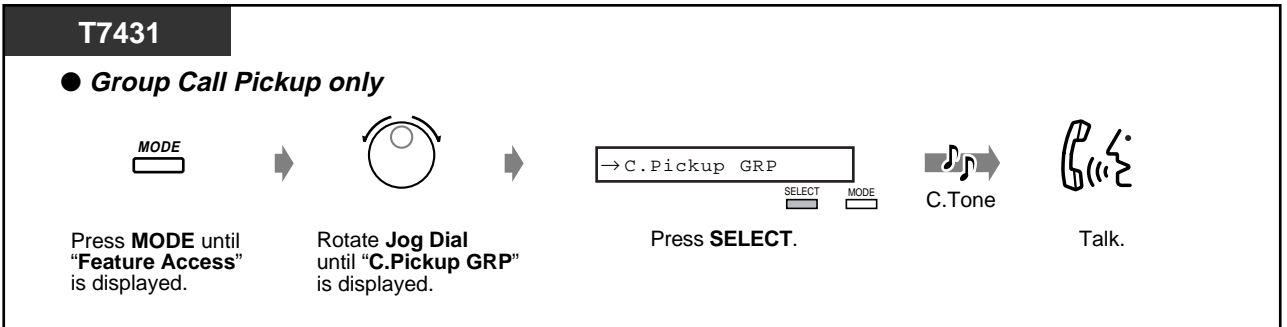 T7431
● Group Call Pickup only
MODE
→C.Pickup GRP
SELECT MODE
C.Tone
Press MODE until
"Feature Access"
is displayed.
Rotate Jog Dial
until "C.Pickup GRP"
is displayed.
Press SELECT.
Talk.